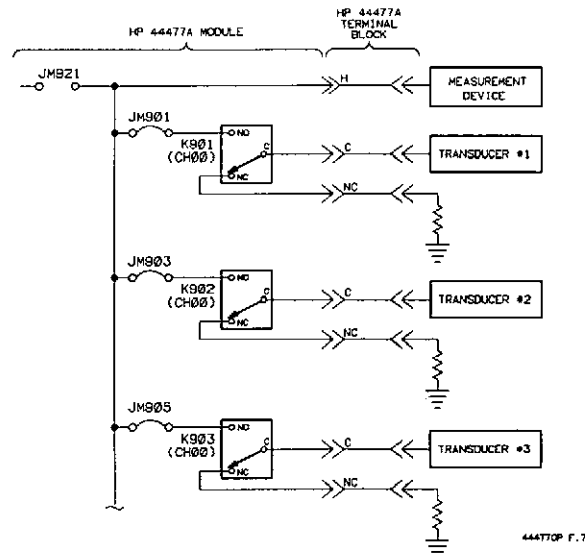 HP 44477A MODULE
HP 44477A
TERMINAL
BLOCK
JM921
H
MEASUREMENT
DEVICE
JM901
NO
K901
(CH00)
C
NC
C
TRANSDUCER #1
NC
JM903
NO
K902
(CH00)
C
NC
C
TRANSDUCER #2
NC
JM905
NO
K903
(CH00)
C
NC
C
TRANSDUCER #3
NC
44477OP F.7